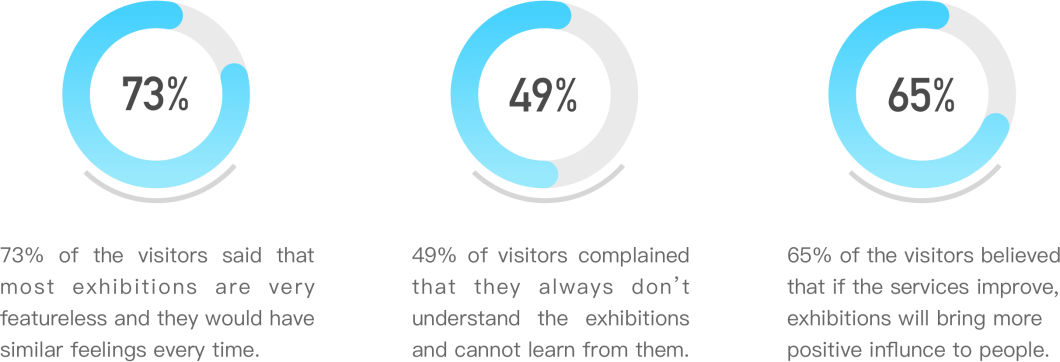 73%
49%
65%
73% of the visitors said that
most exhibitions are very
featureless and they would have
similar feelings every time.
49% of visitors complained
that they always don't
understand the exhibitions
and cannot learn from them.
65% of the visitors believed
that if the services improve,
exhibitions will bring more
positive influnce to people.